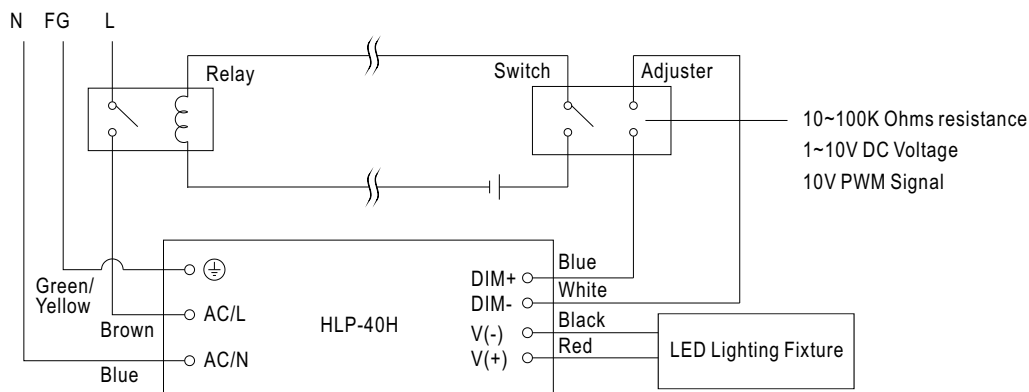 N FG L
Relay
Switch
Adjuster
10~100K Ohms resistance
1~10V DC Voltage
10V PWM Signal
Green/
Yellow
Brown
Blue
AC/L
AC/N
HLP-40H
DIM+
DIM-
V(-)
V(+)
Blue
White
Black
Red
LED Lighting Fixture